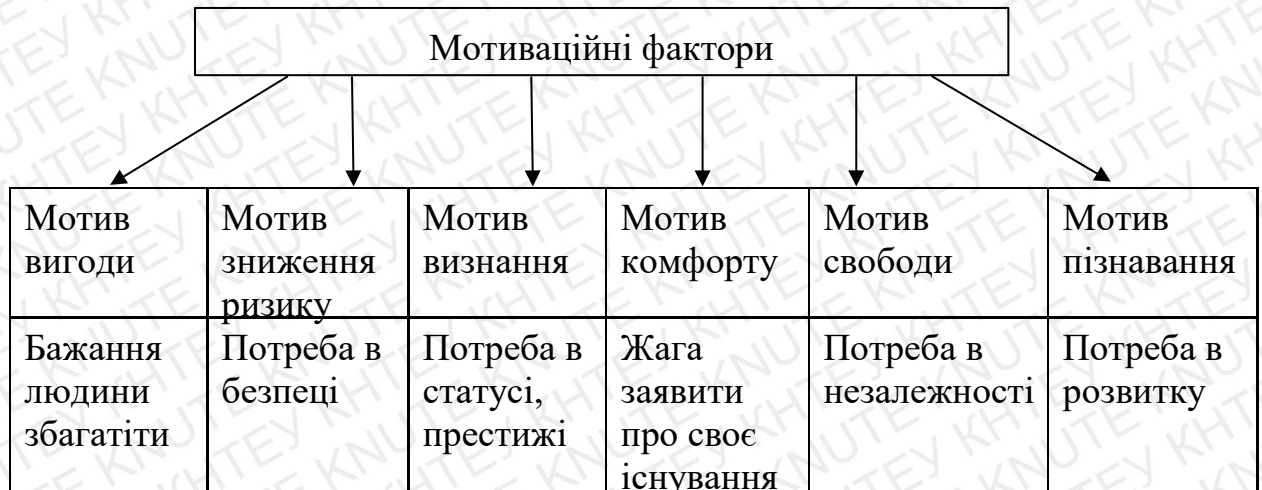 Мотиваційні фактори
Мотив
вигоди
Мотив
зниження
ризику
Мотив
визнання
Мотив
комфорту
Мотив
свободи
Мотив
пізнавання
Бажання
людини
збагатіти
Потреба в
безпеці
Потреба в
статусі,
престижі
Жага
заявити
про своє
існування
Потреба в
незалежності
Потреба в
розвитку